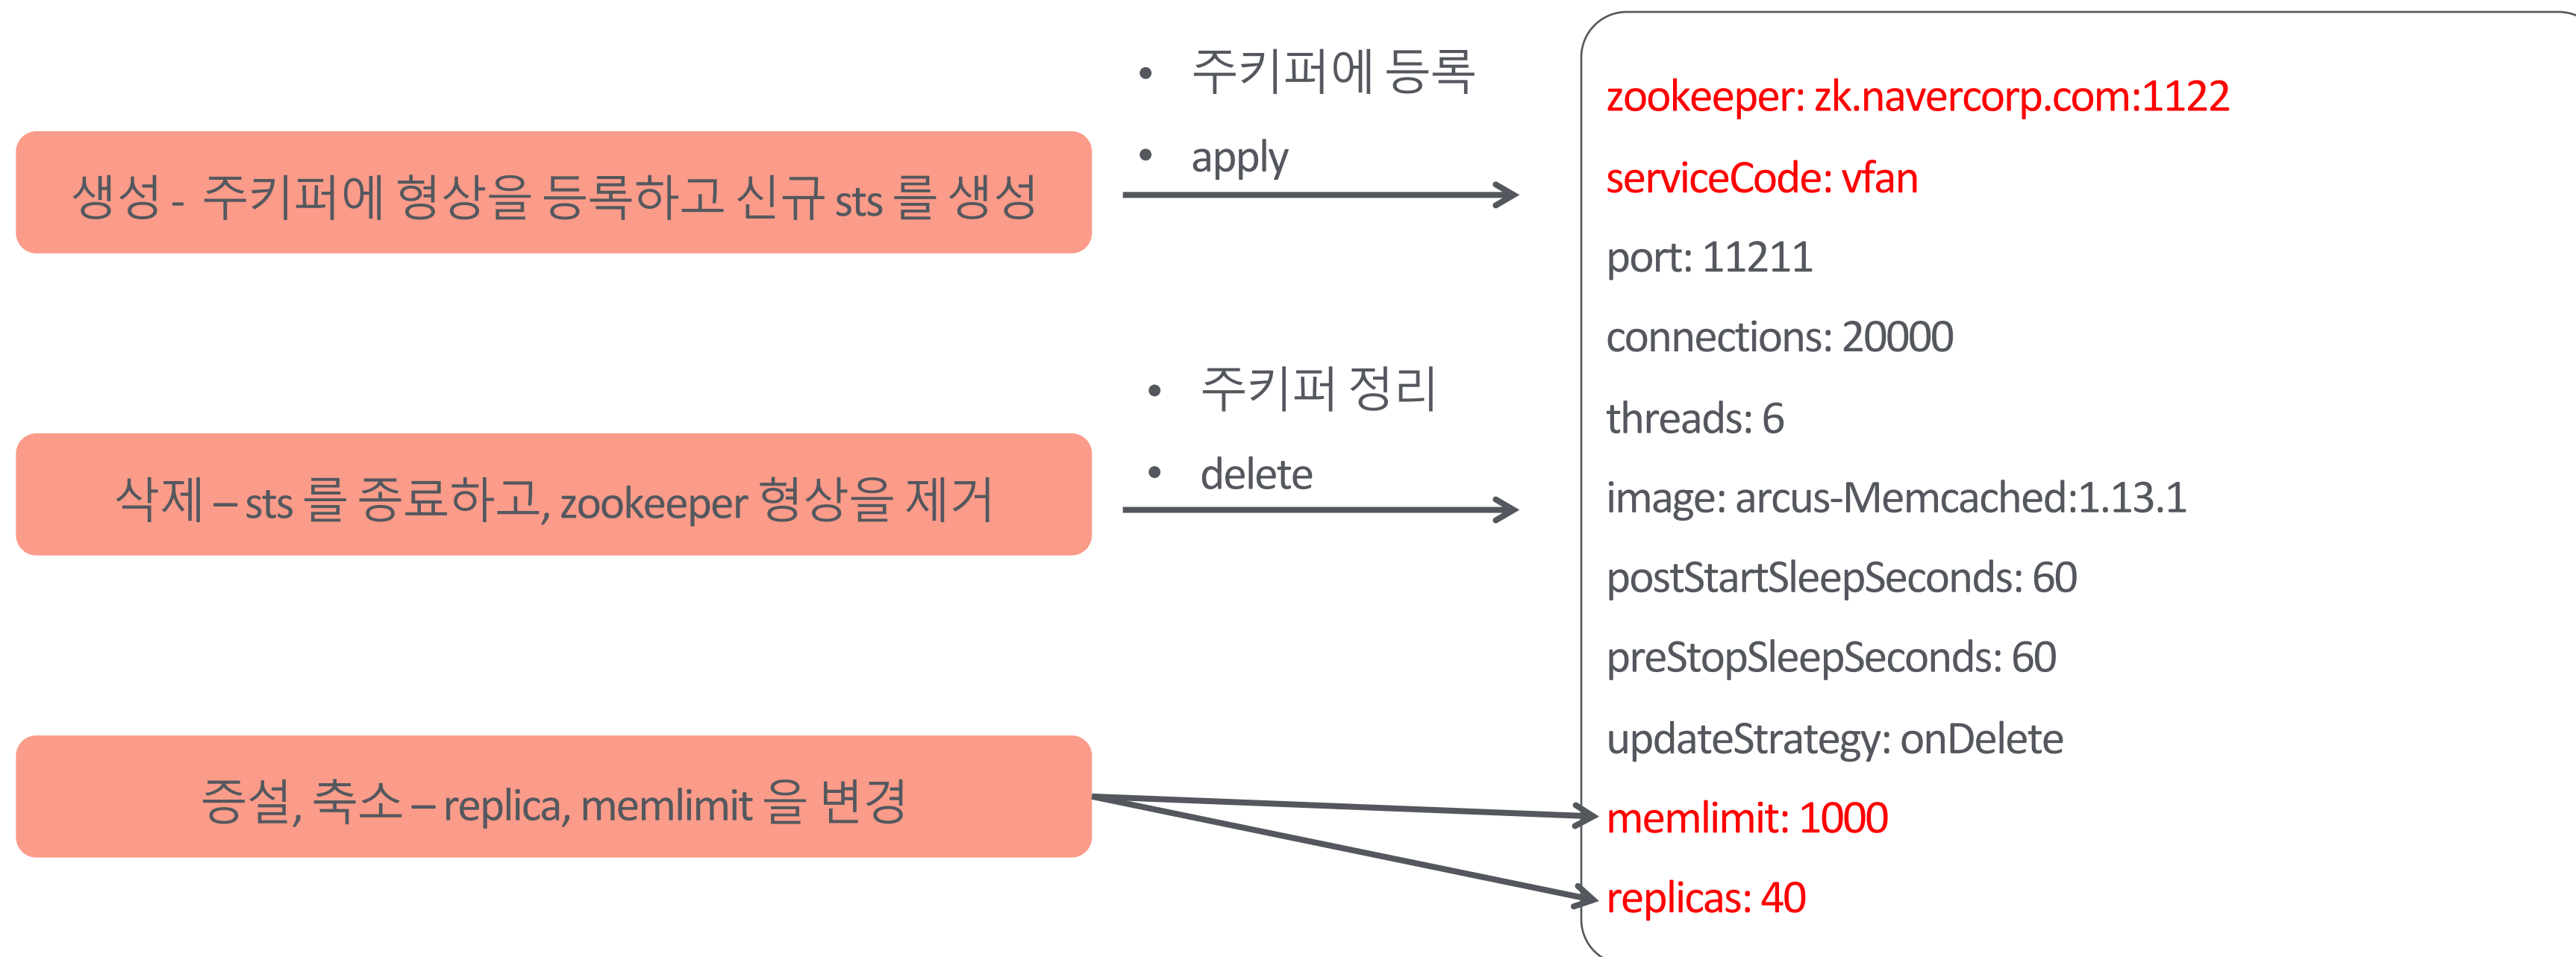 생성 - 주키퍼에 형상을 등록하고 신규 sts 를 생성
• 주키퍼에 등록
• apply
삭제 – sts 를 종료하고, zookeeper 형상을 제거
• 주키퍼 정리
• delete
증설, 축소 – replica, memlimit 을 변경
zookeeper: zk.navercorp.com:1122
serviceCode: vfan
port: 11211
connections: 20000
threads: 6
image: arcus-Memcached:1.13.1
postStartSleepSeconds: 60
preStopSleepSeconds: 60
updateStrategy: onDelete
memlimit: 1000
replicas: 40